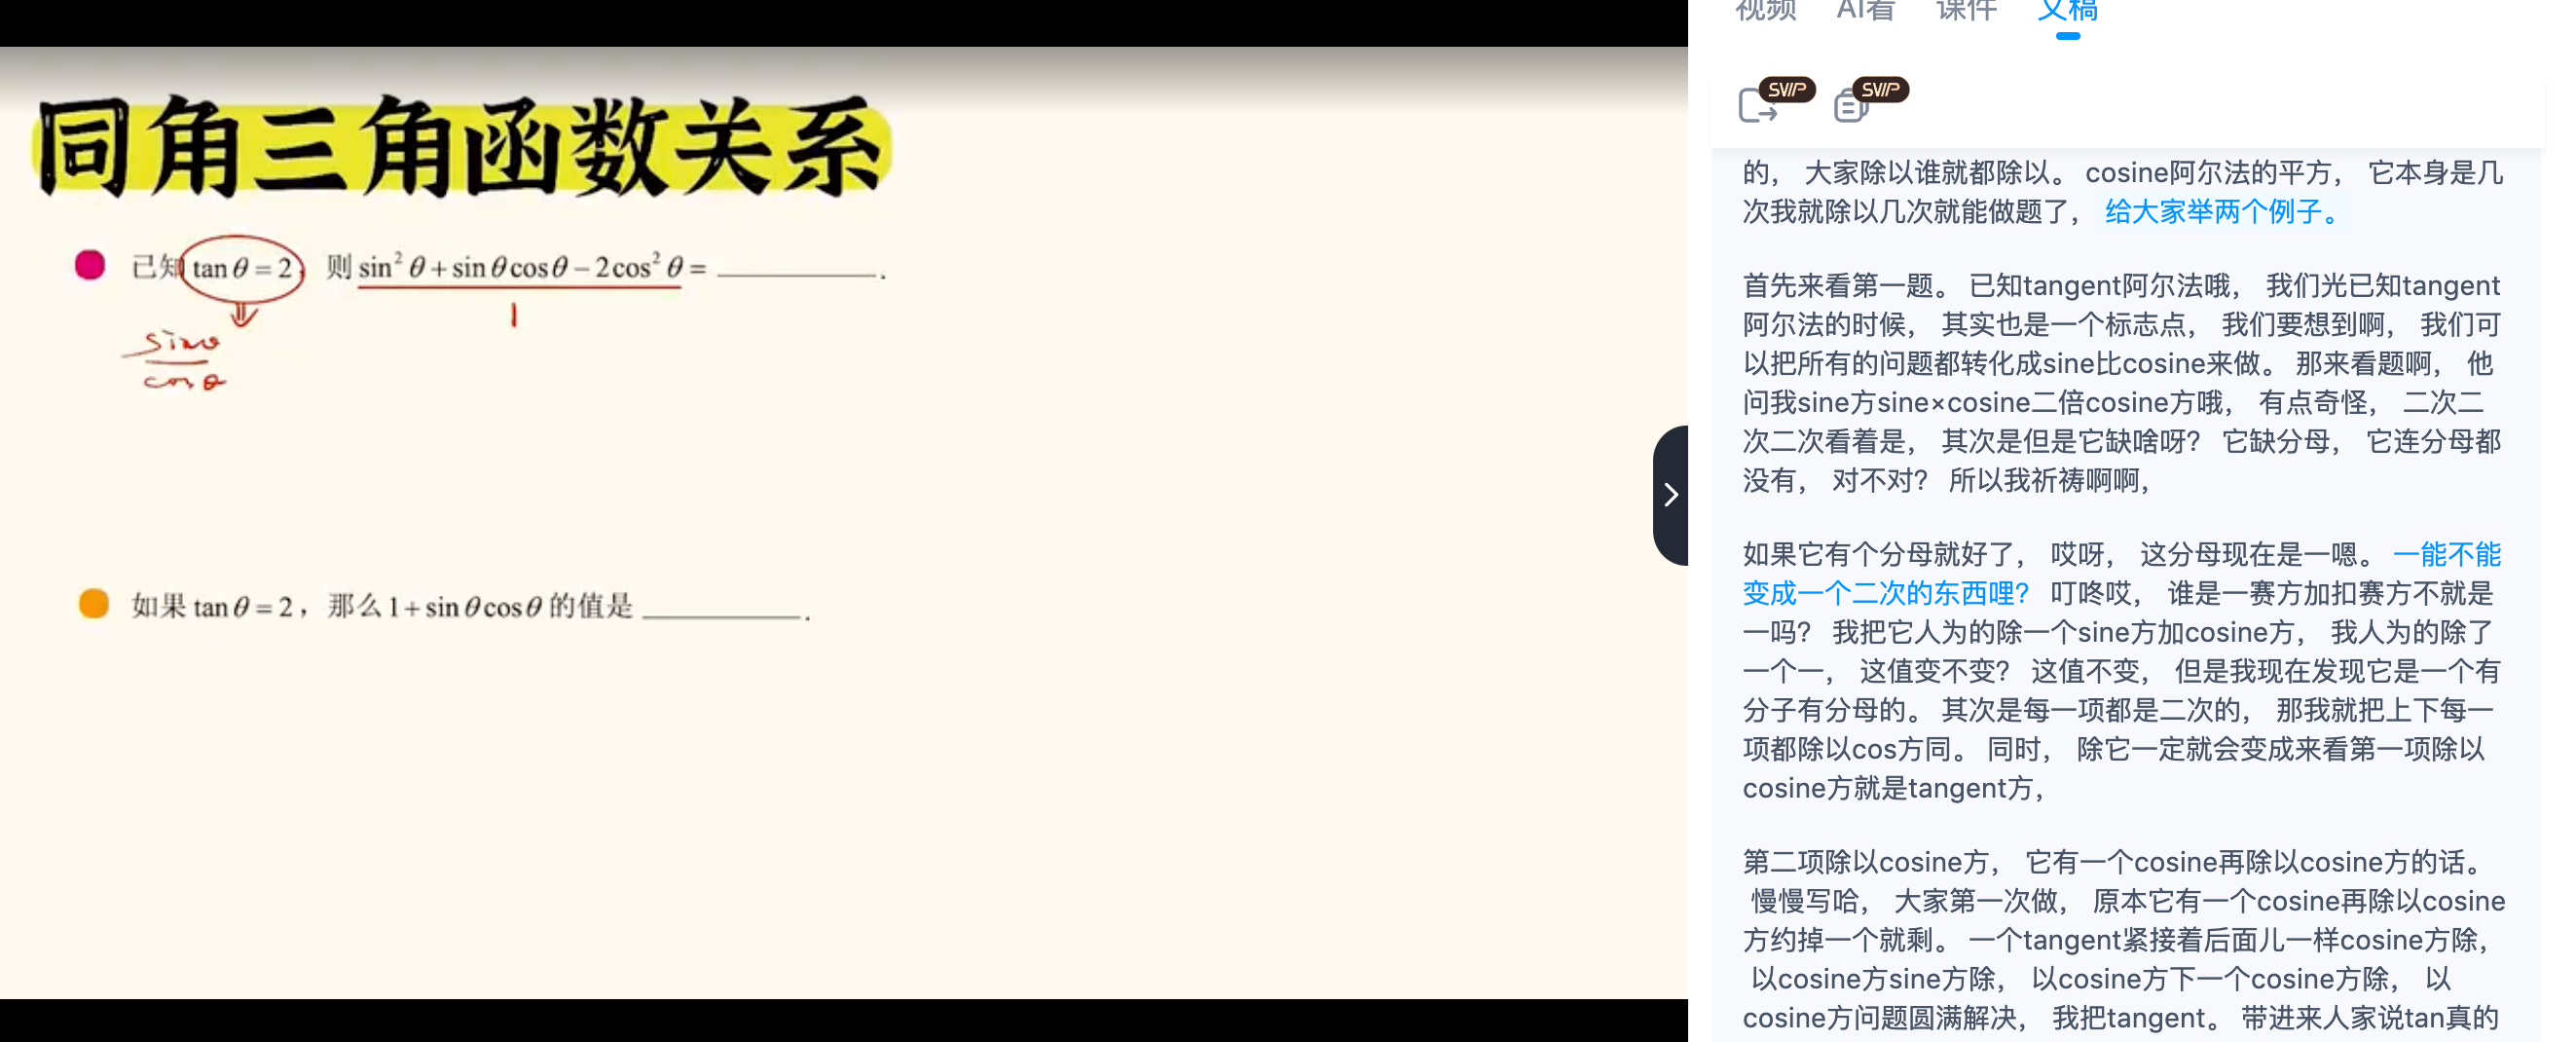 同角三角函数关系
已知 tan θ = 2, 则 sin² θ + sin θ cos θ − 2cos² θ = ________.
1
sinθ
cosθ
如果 tan θ = 2，那么 1 + sin θ cos θ 的值是 ________.
视频 AI看 课件 文稿
SVIP SVIP
的， 大家除以谁就都除以。 cosine阿尔法的平方， 它本身是几
次我就除以几次就能做题了， 给大家举两个例子。
首先来看第一题。 已知tangent阿尔法哦， 我们光已知tangent
阿尔法的时候， 其实也是一个标志点， 我们要想到啊， 我们可
以把所有的问题都转化成sine比cosine来做。 那来看题啊， 他
问我sine方sine×cosine二倍cosine方哦， 有点奇怪， 二次二
次二次看着是， 其次是但是它缺啥呀？ 它缺分母， 它连分母都
没有， 对不对？ 所以我祈祷啊啊，
如果它有个分母就好了， 哎呀， 这分母现在是一嗯。 一能不能
变成一个二次的东西哩？ 叮咚哎， 谁是一赛方加扣赛方不就是
一吗？ 我把它人为的除一个sine方加cosine方， 我人为的除了
一个一， 这值变不变？ 这值不变， 但是我现在发现它是一个有
分子有分母的。 其次是每一项都是二次的， 那我就把上下每一
项都除以cos方同。 同时， 除它一定就会变成来看第一项除以
cosine方就是tangent方，
第二项除以cosine方， 它有一个cosine再除以cosine方的话。
慢慢写哈， 大家第一次做， 原本它有一个cosine再除以cosine
方约掉一个就剩。 一个tangent紧接着后面儿一样cosine方除，
以cosine方sine方除， 以cosine方下一个cosine方除， 以
cosine方问题圆满解决， 我把tangent。 带进来人家说tan真的